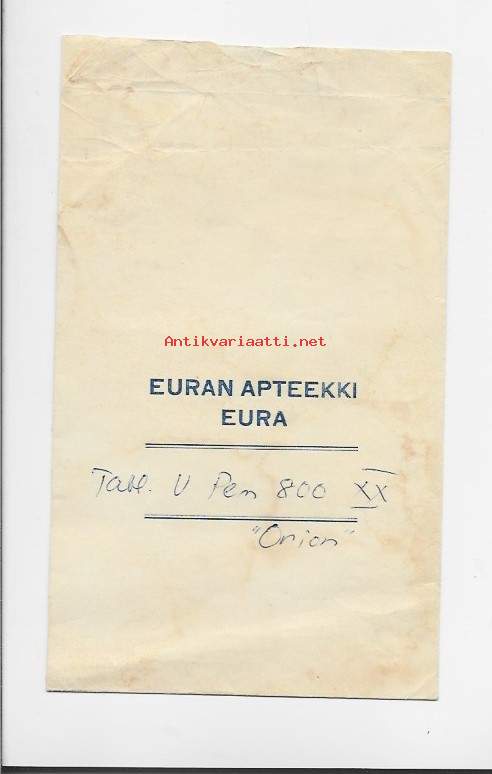 Antikvariaatti.net
EURAN APTEEKKI
EURA
Tabl. V Pen 800 XX
"Orion"